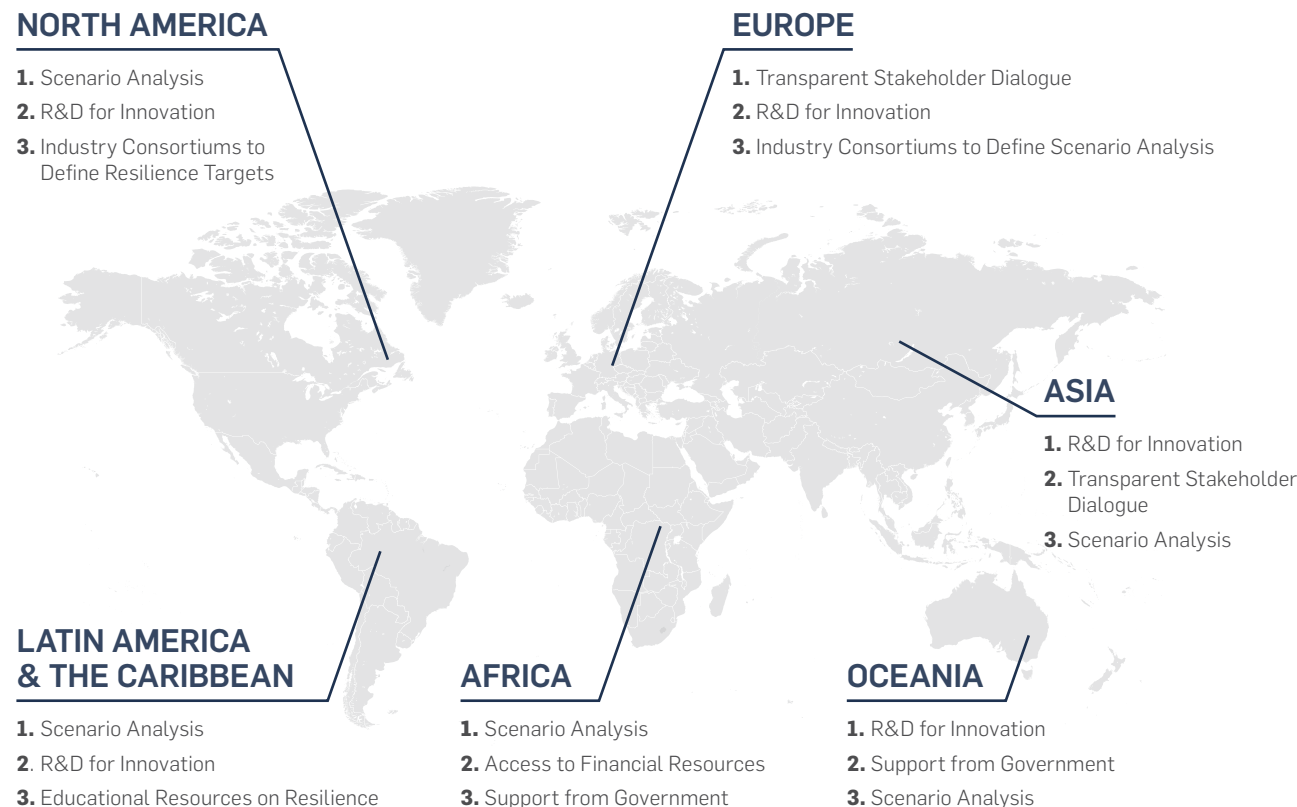 NORTH AMERICA
1. Scenario Analysis
2. R&D for Innovation
3. Industry Consortiums to
Define Resilience Targets
EUROPE
1. Transparent Stakeholder Dialogue
2. R&D for Innovation
3. Industry Consortiums to Define Scenario Analysis
ASIA
1. R&D for Innovation
2. Transparent Stakeholder
Dialogue
3. Scenario Analysis
LATIN AMERICA
& THE CARIBBEAN
1. Scenario Analysis
2. R&D for Innovation
3. Educational Resources on Resilience
AFRICA
1. Scenario Analysis
2. Access to Financial Resources
3. Support from Government
OCEANIA
1. R&D for Innovation
2. Support from Government
3. Scenario Analysis